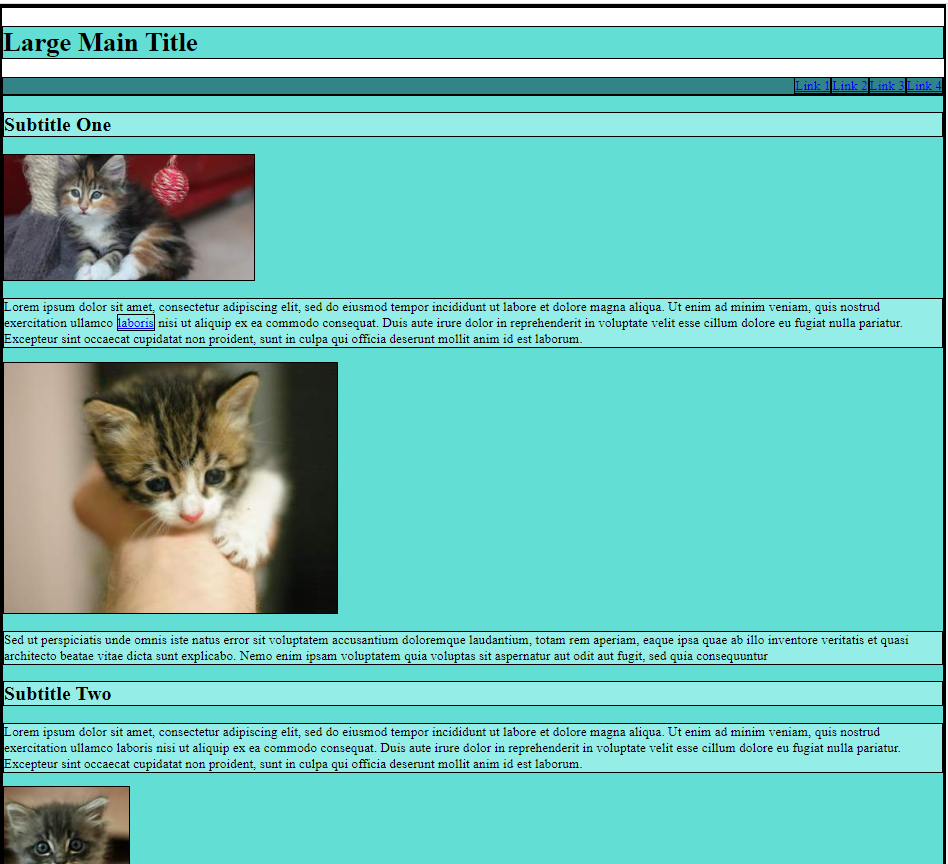 Large Main Title
Link 1 Link 2 Link 3 Link 4
Subtitle One
Lorem ipsum dolor sit amet, consectetur adipiscing elit, sed do eiusmod tempor incididunt ut labore et dolore magna aliqua. Ut enim ad minim veniam, quis nostrud
exercitation ullamco laboris nisi ut aliquip ex ea commodo consequat. Duis aute irure dolor in reprehenderit in voluptate velit esse cillum dolore eu fugiat nulla pariatur.
Excepteur sint occaecat cupidatat non proident, sunt in culpa qui officia deserunt mollit anim id est laborum.
Sed ut perspiciatis unde omnis iste natus error sit voluptatem accusantium doloremque laudantium, totam rem aperiam, eaque ipsa quae ab illo inventore veritatis et quasi
architecto beatae vitae dicta sunt explicabo. Nemo enim ipsam voluptatem quia voluptas sit aspernatur aut odit aut fugit, sed quia consequuntur
Subtitle Two
Lorem ipsum dolor sit amet, consectetur adipiscing elit, sed do eiusmod tempor incididunt ut labore et dolore magna aliqua. Ut enim ad minim veniam, quis nostrud
exercitation ullamco laboris nisi ut aliquip ex ea commodo consequat. Duis aute irure dolor in reprehenderit in voluptate velit esse cillum dolore eu fugiat nulla pariatur.
Excepteur sint occaecat cupidatat non proident, sunt in culpa qui officia deserunt mollit anim id est laborum.